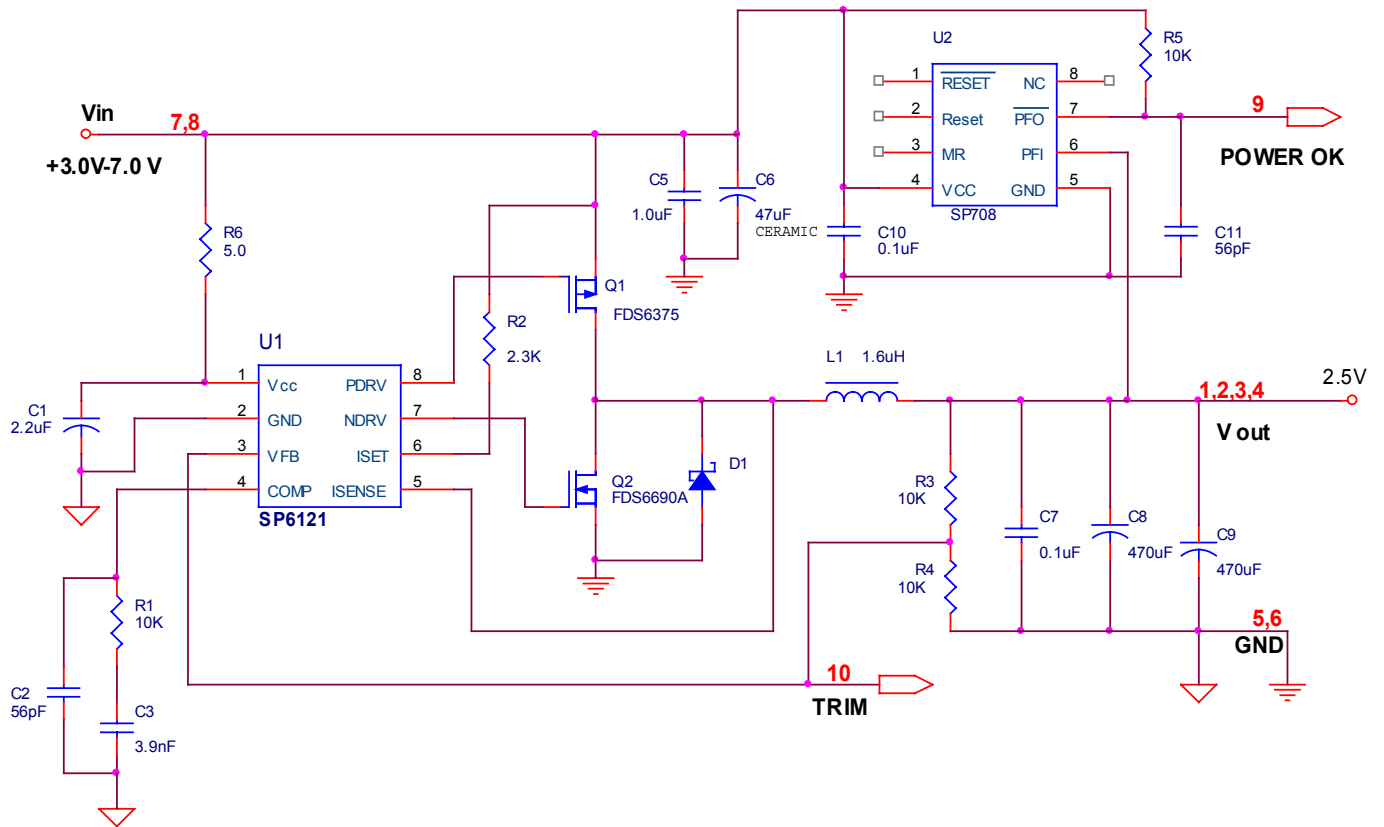 U2
R5
10K
1
RESET
NC
8
2
Reset
PFO
7
3
MR
PFI
6
4
VCC
GND
5
SP708
9
POWER OK
Vin
7,8
+3.0V-7.0 V
C5
1.0uF
C6
47uF
CERAMIC
C10
0.1uF
C11
56pF
R6
5.0
Q1
FDS6375
R2
2.3K
U1
1
Vcc
PDRV
8
2
GND
NDRV
7
3
VFB
ISET
6
4
COMP
ISENSE
5
SP6121
C1
2.2uF
L1 1.6uH
1,2,3,4
2.5V
V out
Q2
FDS6690A
D1
R3
10K
R4
10K
C7
0.1uF
C8
470uF
C9
470uF
5,6
GND
R1
10K
C2
56pF
C3
3.9nF
10
TRIM